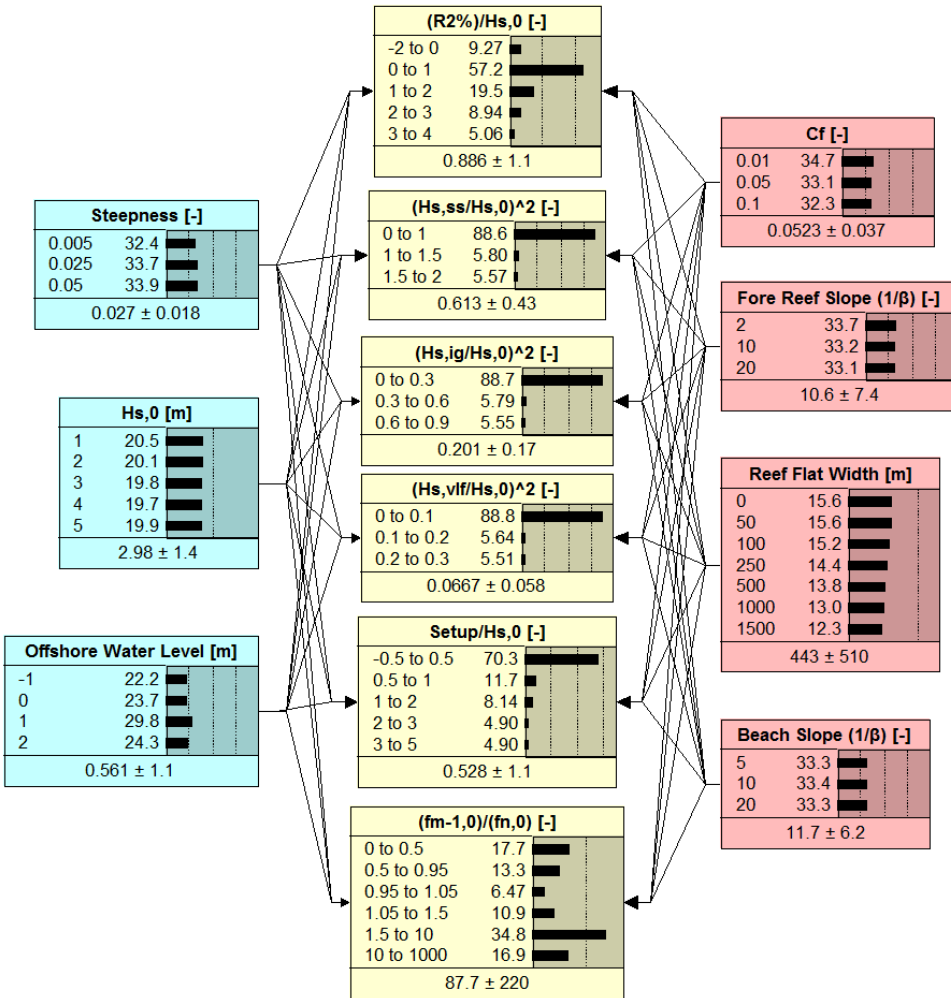 (R2%)/Hs,0 [-]
-2 to 0 9.27
0 to 1 57.2
1 to 2 19.5
2 to 3 8.94
3 to 4 5.06
0.886 ± 1.1
Steepness [-]
0.005 32.4
0.025 33.7
0.05 33.9
0.027 ± 0.018
Hs,0 [m]
1 20.5
2 20.1
3 19.8
4 19.7
5 19.9
2.98 ± 1.4
Offshore Water Level [m]
-1 22.2
0 23.7
1 29.8
2 24.3
0.561 ± 1.1
(Hs,ss/Hs,0)^2 [-]
0 to 1 88.6
1 to 1.5 5.80
1.5 to 2 5.57
0.613 ± 0.43
(Hs,ig/Hs,0)^2 [-]
0 to 0.3 88.7
0.3 to 0.6 5.79
0.6 to 0.9 5.55
0.201 ± 0.17
(Hs,vlf/Hs,0)^2 [-]
0 to 0.1 88.8
0.1 to 0.2 5.64
0.2 to 0.3 5.51
0.0667 ± 0.058
Setup/Hs,0 [-]
-0.5 to 0.5 70.3
0.5 to 1 11.7
1 to 2 8.14
2 to 3 4.90
3 to 5 4.90
0.528 ± 1.1
(fm-1,0)/(fn,0) [-]
0 to 0.5 17.7
0.5 to 0.95 13.3
0.95 to 1.05 6.47
1.05 to 1.5 10.9
1.5 to 10 34.8
10 to 1000 16.9
87.7 ± 220
Cf [-]
0.01 34.7
0.05 33.1
0.1 32.3
0.0523 ± 0.037
Fore Reef Slope (1/β) [-]
2 33.7
10 33.2
20 33.1
10.6 ± 7.4
Reef Flat Width [m]
0 15.6
50 15.6
100 15.2
250 14.4
500 13.8
1000 13.0
1500 12.3
443 ± 510
Beach Slope (1/β) [-]
5 33.3
10 33.4
20 33.3
11.7 ± 6.2